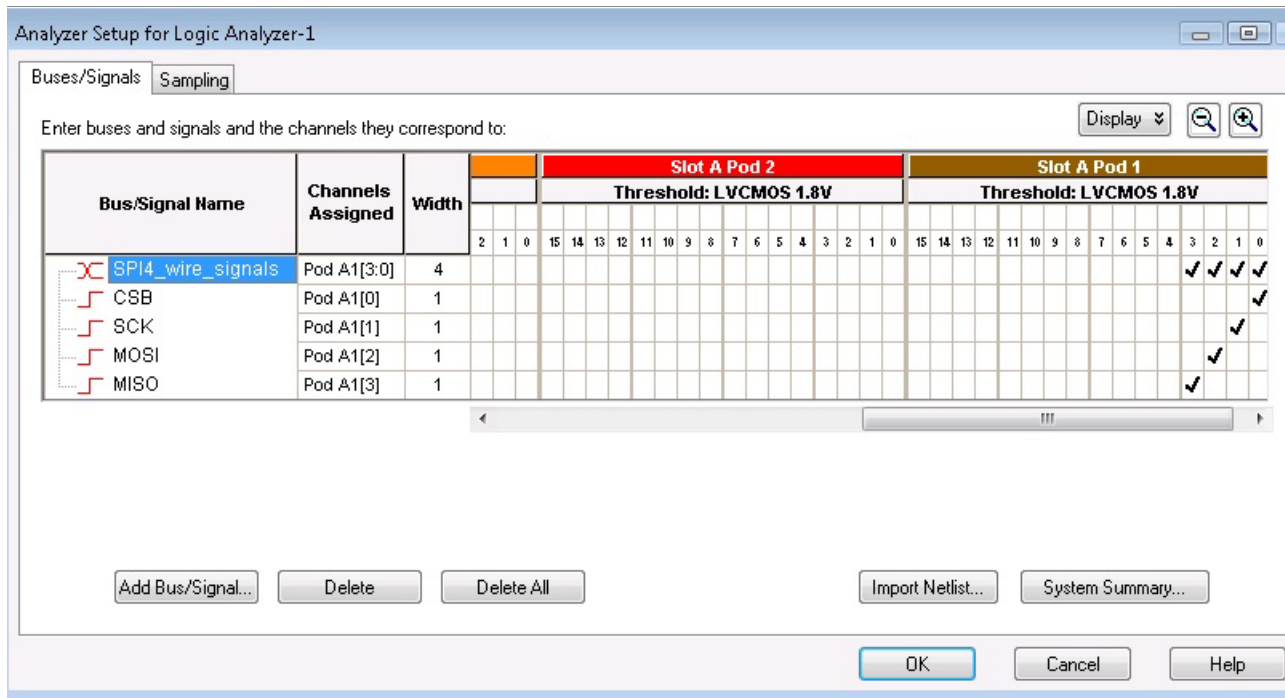 Analyzer Setup for Logic Analyzer-1
Buses/Signals Sampling
Display
Enter buses and signals and the channels they correspond to:
Bus/Signal Name Channels Assigned Width Slot A Pod 2 Slot A Pod 1
Threshold: LVCMOS 1.8V Threshold: LVCMOS 1.8V
2 1 0 15 14 13 12 11 10 9 8 7 6 5 4 3 2 1 0 15 14 13 12 11 10 9 8 7 6 5 4 3 2 1 0
SPI4_wire_signals Pod A1[3:0] 4
CSB Pod A1[0] 1
SCK Pod A1[1] 1
MOSI Pod A1[2] 1
MISO Pod A1[3] 1
Add Bus/Signal... Delete Delete All Import Netlist... System Summary...
OK Cancel Help